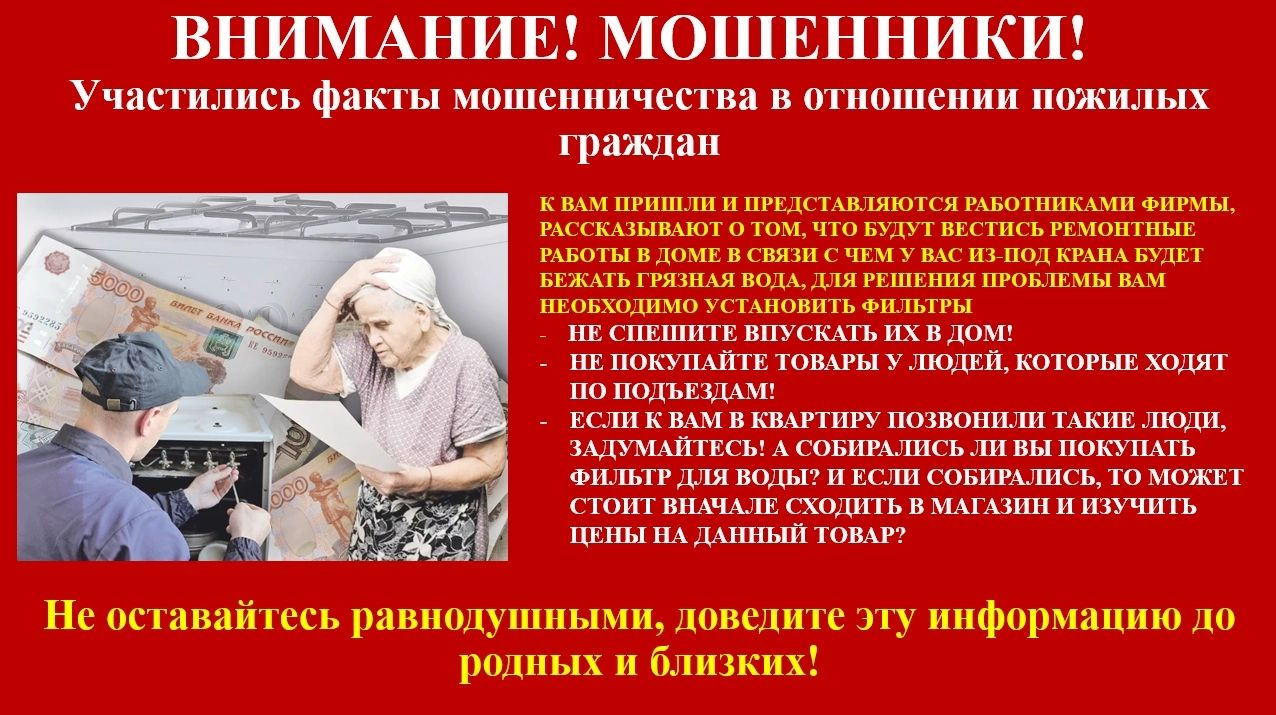 ВНИМАНИЕ! МОШЕННИКИ!
Участились факты мошенничества в отношении пожилых
граждан
К ВАМ ПРИШЛИ И ПРЕДСТАВЛЯЮТСЯ РАБОТНИКАМИ ФИРМЫ,
РАССКАЗЫВАЮТ О ТОМ, ЧТО БУДУТ ВЕСТИСЬ РЕМОНТНЫЕ
РАБОТЫ В ДОМЕ В СВЯЗИ С ЧЕМ У ВАС ИЗ-ПОД КРАНА БУДЕТ
БЕЖАТЬ ГРЯЗНАЯ ВОДА, ДЛЯ РЕШЕНИЯ ПРОБЛЕМЫ ВАМ
НЕОБХОДИМО УСТАНОВИТЬ ФИЛЬТРЫ
- НЕ СПЕШИТЕ ВПУСКАТЬ ИХ В ДОМ!
- НЕ ПОКУПАЙТЕ ТОВАРЫ У ЛЮДЕЙ, КОТОРЫЕ ХОДЯТ
ПО ПОДЪЕЗДАМ!
- ЕСЛИ К ВАМ В КВАРТИРУ ПОЗВОНИЛИ ТАКИЕ ЛЮДИ,
ЗАДУМАЙТЕСЬ! А СОБИРАЛИСЬ ЛИ ВЫ ПОКУПАТЬ
ФИЛЬТР ДЛЯ ВОДЫ? И ЕСЛИ СОБИРАЛИСЬ, ТО МОЖЕТ
СТОИТ ВНАЧАЛЕ СХОДИТЬ В МАГАЗИН И ИЗУЧИТЬ
ЦЕНЫ НА ДАННЫЙ ТОВАР?
5000
БИЛЕТ БАНКА РОССИИ
Не оставайтесь равнодушными, доведите эту информацию до
родных и близких!